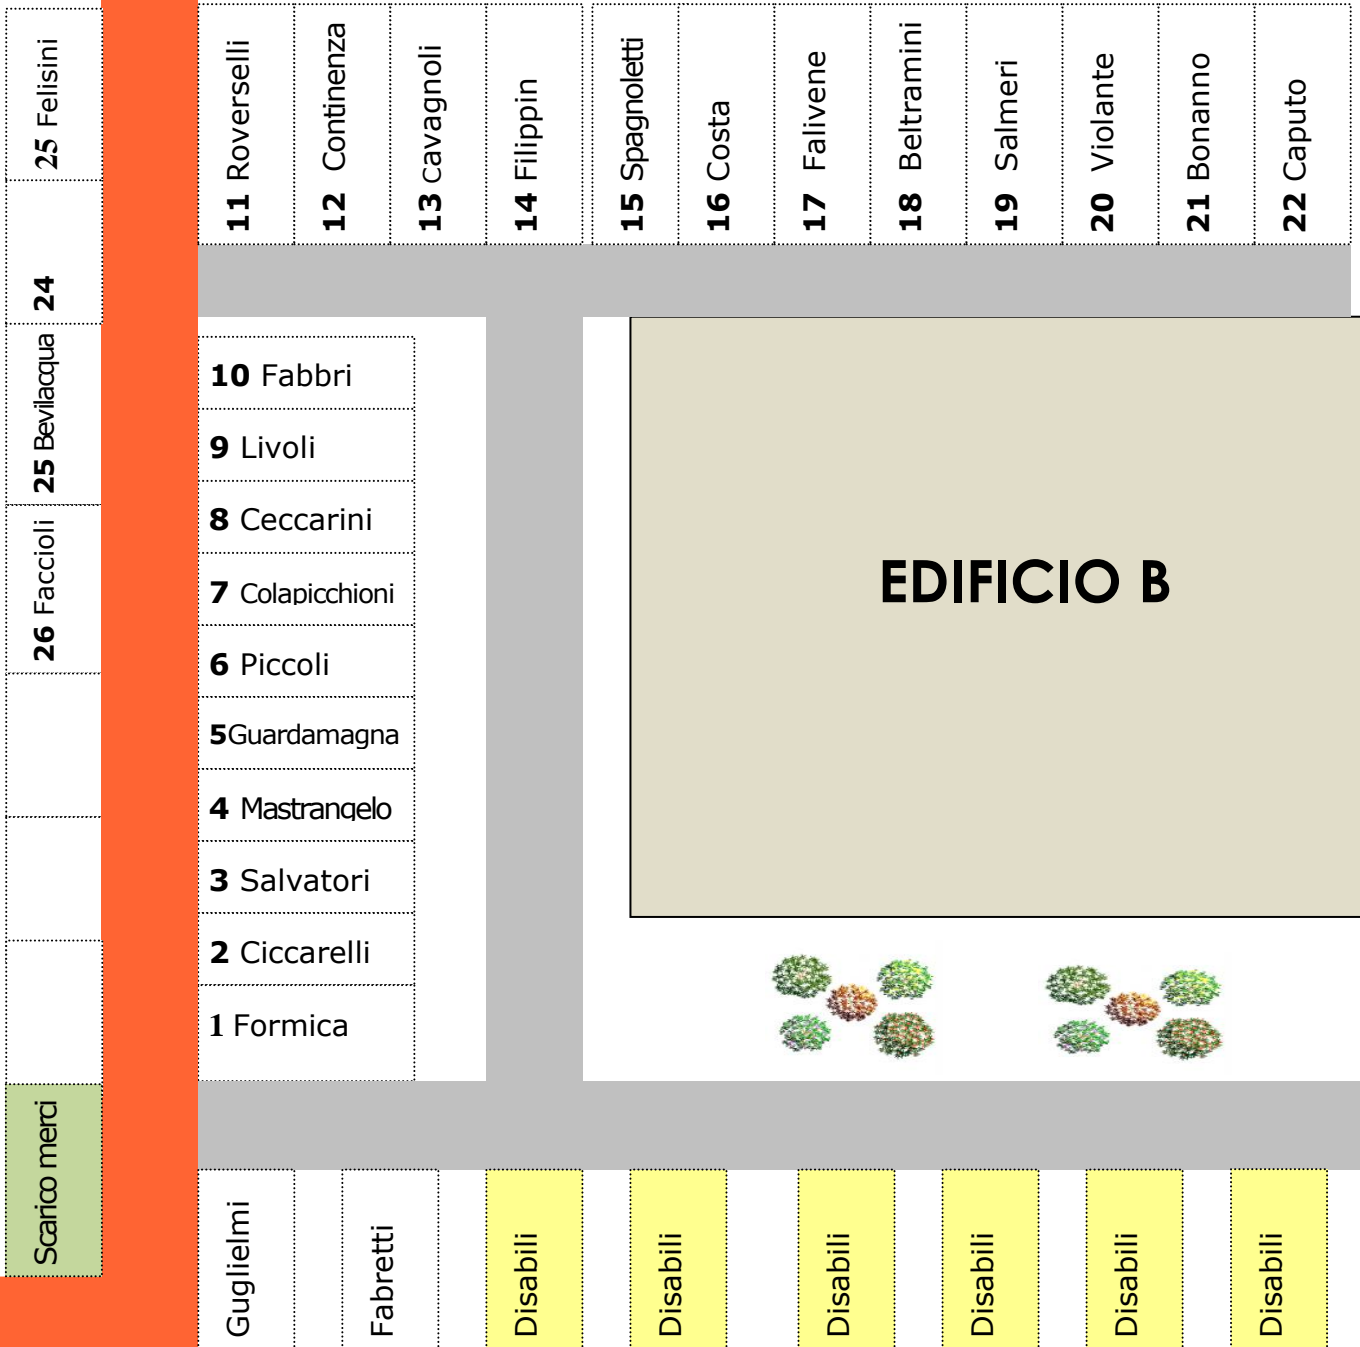 25 Felisini
24
25 Bevilacqua
26 Faccioli
Scarico merci
11 Roverselli
12 Continenza
13 cavagnoli
14 Filippin
15 Spagnoletti
16 Costa
17 Falivene
18 Beltramini
19 Salmeri
20 Violante
21 Bonanno
22 Caputo
10 Fabbri
9 Livoli
8 Ceccarini
7 Colapicchioni
6 Piccoli
5Guardamagna
4 Mastrangelo
3 Salvatori
2 Ciccarelli
1 Formica
EDIFICIO B
Guglielmi
Fabretti
Disabili
Disabili
Disabili
Disabili
Disabili
Disabili